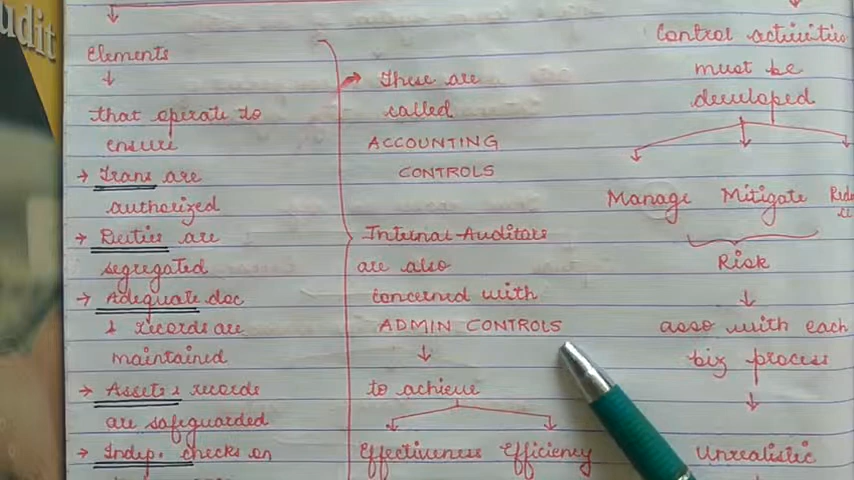 udit
Elements
that operate to
ensure
→ Trans are
authorized
→ Duties are
segregated
→ Adequate doc
& records are
maintained
→ Assets & records
are safeguarded
→ Indep. checks on
These are
called
ACCOUNTING
CONTROLS
Internal Auditors
are also
concerned with
ADMIN CONTROLS
to achieve
Effectiveness Efficiency
Control activities
must be
developed
Manage Mitigate
Risk
asso with each
biz process
Unrealistic